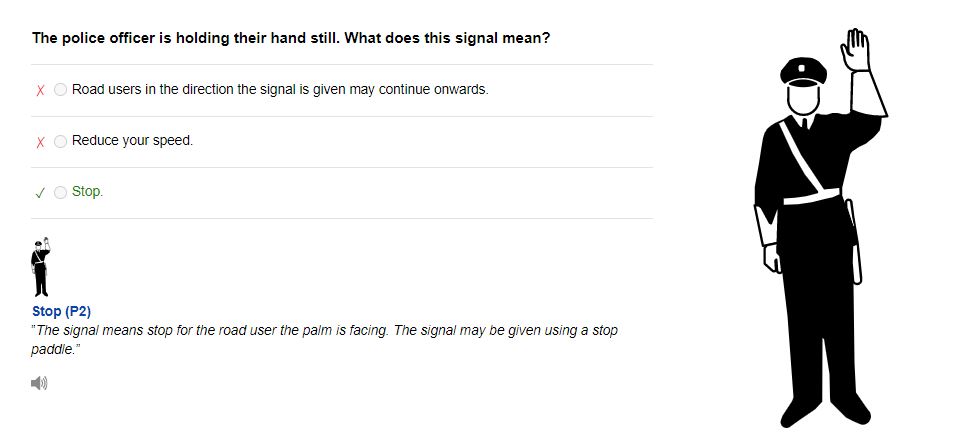 The police officer is holding their hand still. What does this signal mean?
Road users in the direction the signal is given may continue onwards.
Reduce your speed.
Stop.
Stop (P2)
"The signal means stop for the road user the palm is facing. The signal may be given using a stop
paddle."